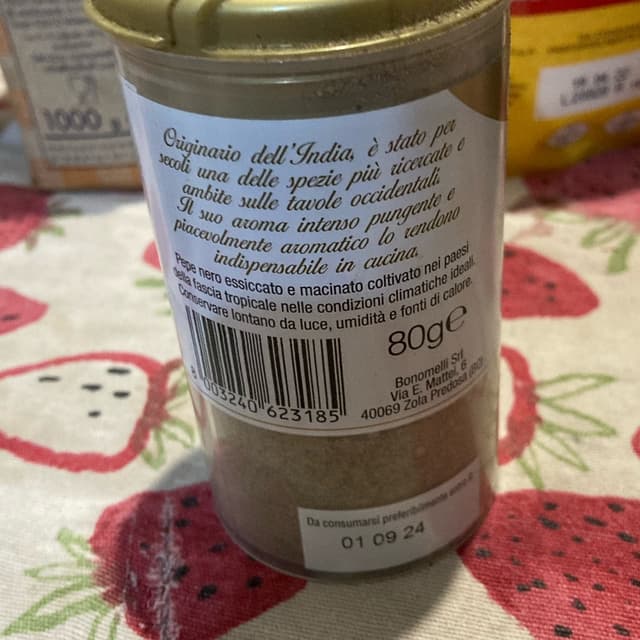 1000 g
Originario dell'India, è stato per
secoli una delle spezie più ricercate e
ambite sulle tavole occidentali.
Il suo aroma intenso pungente e
piacevolmente aromatico lo rendono
indispensabile in cucina.
Pepe nero essiccato e macinato coltivato nei paesi
della fascia tropicale nelle condizioni climatiche ideali.
Conservare lontano da luce, umidità e fonti di calore.
80g℮
8 003240 623185
Bonomelli Srl
Via E. Mattei, 6
40069 Zola Predosa (BO)
Da consumarsi preferibilmente entro il
01 09 24